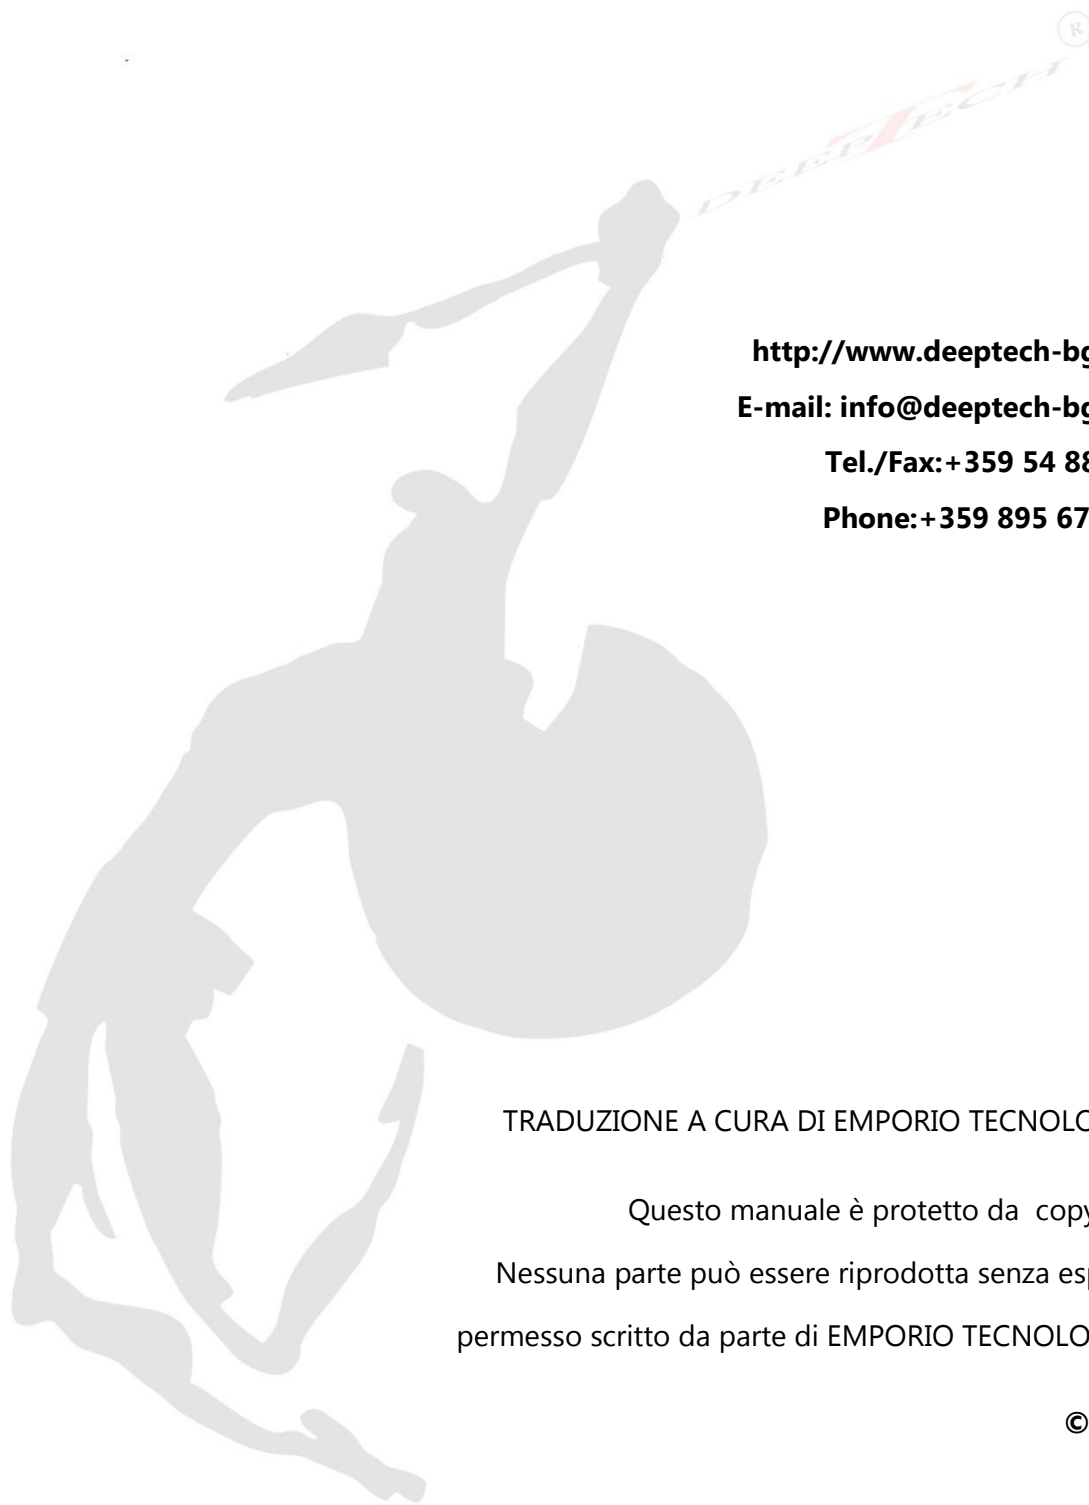 ®
DEEPTECH
http://www.deeptech-bg
E-mail: info@deeptech-bg
Tel./Fax:+359 54 88
Phone:+359 895 67
TRADUZIONE A CURA DI EMPORIO TECNOLO
Questo manuale è protetto da copy
Nessuna parte può essere riprodotta senza esp
permesso scritto da parte di EMPORIO TECNOLO
©